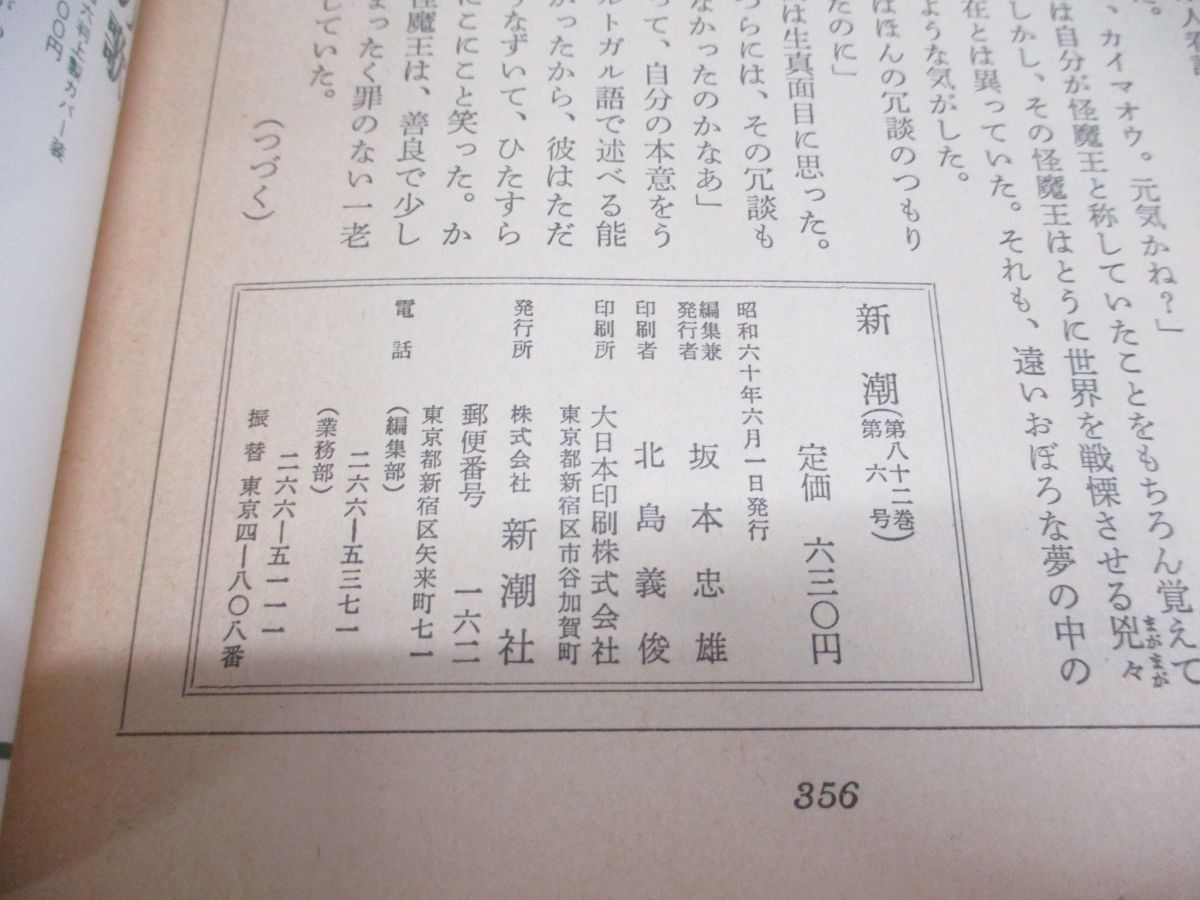 、カイマオウ。元気かね？」
は自分が怪魔王と称していたことをもちろん覚えて
しかし、その怪魔王はとうに世界を戦慄させる兇々
まがまが
在とは異っていた。それも、遠いおぼろな夢の中の
ような気がした。
はほんの冗談のつもり
たのに」
は生真面目に思った。
つらには、その冗談も
なかったのかなあ」
って、自分の本意をう
ルトガル語で述べる能
かったから、彼はただ
うなずいて、ひたすら
にこにこと笑った。か
怪魔王は、善良で少し
まったく罪のない一老
していた。
（つづく）
新潮（第八十二巻 第六号）
定価 六三〇円
昭和六十年六月一日発行
編集兼発行者 坂本忠雄
印刷者 北島義俊
印刷所 大日本印刷株式会社
東京都新宿区市谷加賀町
発行所 株式会社 新潮社
郵便番号 一六二
東京都新宿区矢来町七一
電話（編集部）
二六六―五三七一
（業務部）
二六六―五一一一
振替 東京四―八〇八番
356
判上製カバー装
00円